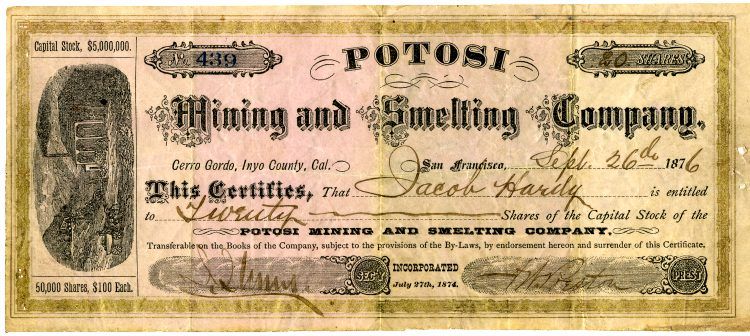 Capital Stock, $5,000,000.
No. 439
POTOSI
20 SHARES
Mining and Smelting Company.
Cerro Gordo, Inyo County, Cal. San Francisco, Sept. 26th 1876
This Certifies, That Jacob Hardy is entitled
to Twenty Shares of the Capital Stock of the
POTOSI MINING AND SMELTING COMPANY,
Transferable on the Books of the Company, subject to the provisions of the By-Laws, by endorsement hereon and surrender of this Certificate.
SEC'Y
INCORPORATED
July 27th, 1874.
PREST
50,000 Shares, $100 Each.